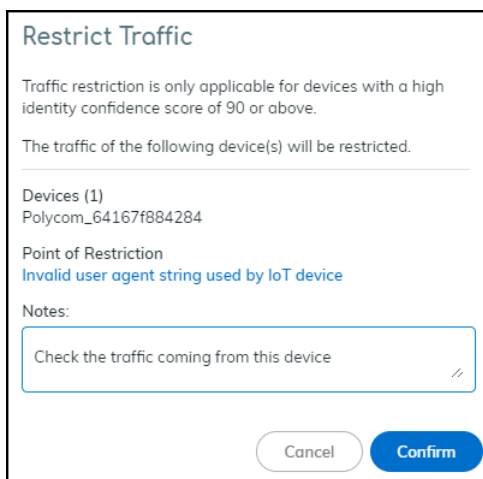 Restrict Traffic
Traffic restriction is only applicable for devices with a high
identity confidence score of 90 or above.
The traffic of the following device(s) will be restricted.
Devices (1)
Polycom_64167f884284
Point of Restriction
Invalid user agent string used by IoT device
Notes:
Check the traffic coming from this device
Cancel
Confirm